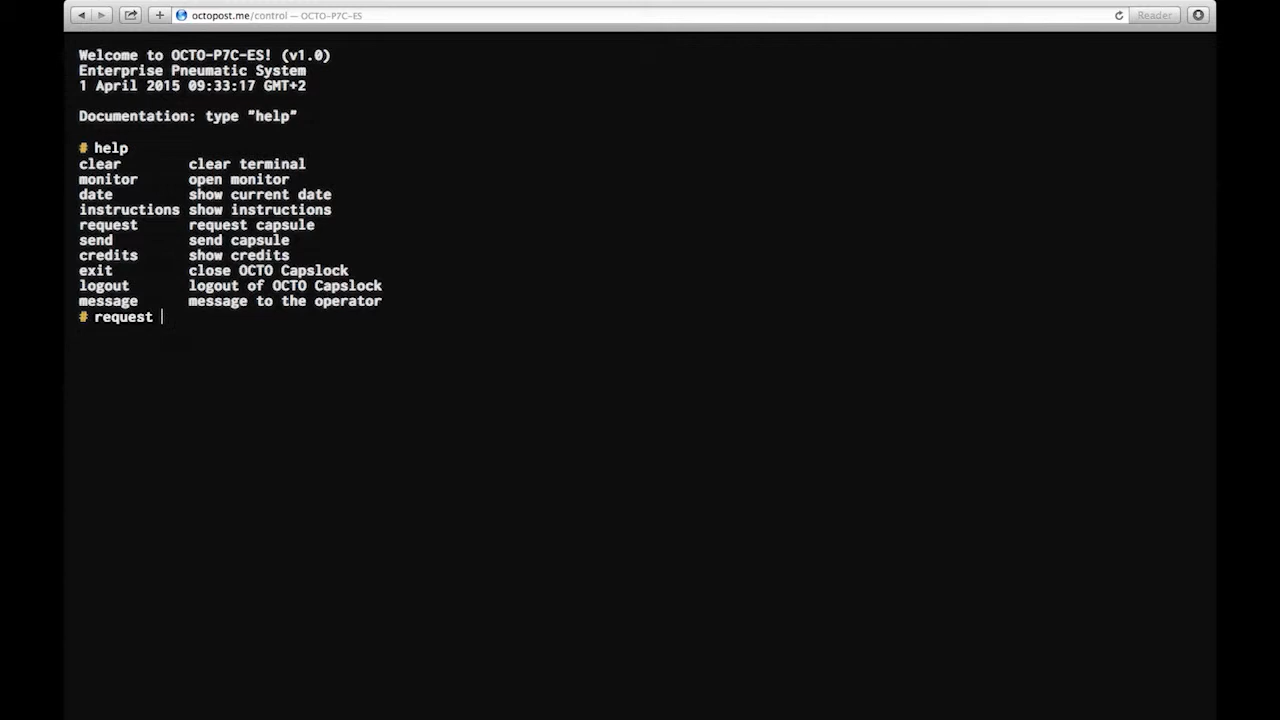 octopost.me/control — OCTO-P7C-ES
Reader
Welcome to OCTO-P7C-ES! (v1.0)
Enterprise Pneumatic System
1 April 2015 09:33:17 GMT+2
Documentation: type "help"
# help
clear clear terminal
monitor open monitor
date show current date
instructions show instructions
request request capsule
send send capsule
credits show credits
exit close OCTO Capslock
logout logout of OCTO Capslock
message message to the operator
# request